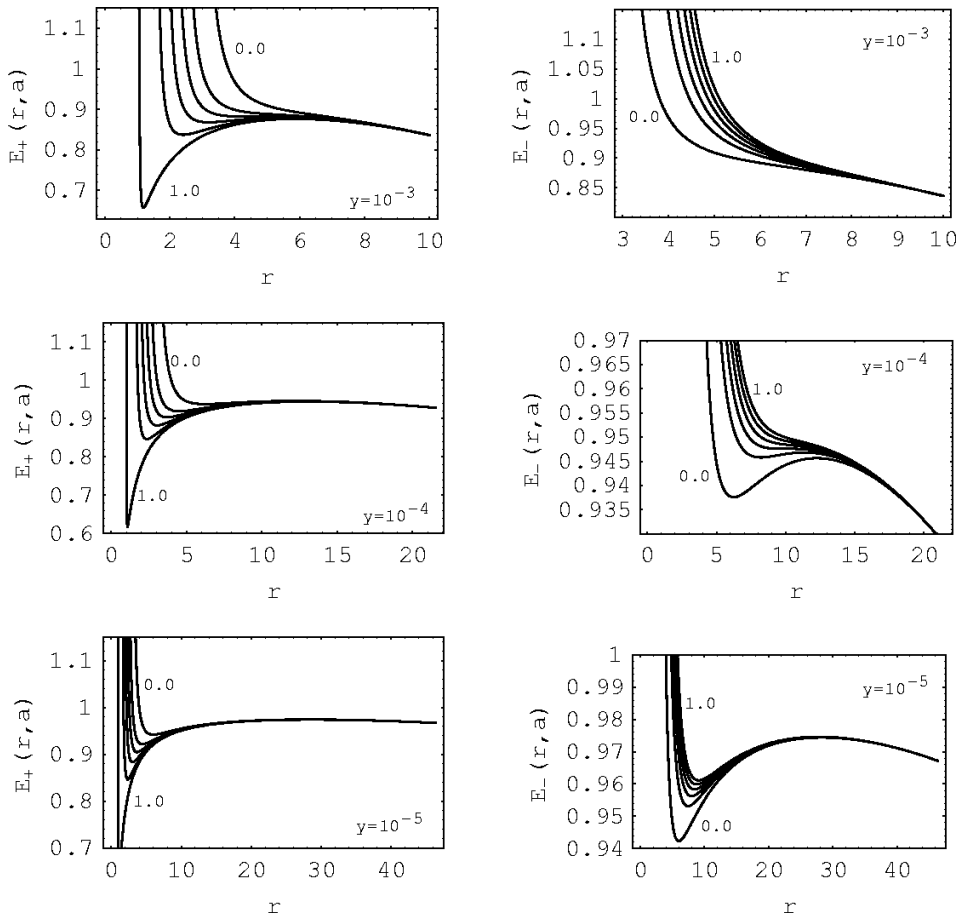 E₊(r,a)
1.1
1
0.9
0.8
0.7
0.0
1.0
y=10⁻³
0 2 4 6 8 10
r
E₋(r,a)
1.1
1.05
1
0.95
0.9
0.85
y=10⁻³
1.0
0.0
3 4 5 6 7 8 9 10
r
E₊(r,a)
1.1
1
0.9
0.8
0.7
0.6
0.0
1.0
y=10⁻⁴
0 5 10 15 20
r
E₋(r,a)
0.97
0.965
0.96
0.955
0.95
0.945
0.94
0.935
y=10⁻⁴
1.0
0.0
0 5 10 15 20
r
E₊(r,a)
1.1
1
0.9
0.8
0.7
0.0
1.0
y=10⁻⁵
0 10 20 30 40
r
E₋(r,a)
1
0.99
0.98
0.97
0.96
0.95
0.94
y=10⁻⁵
1.0
0.0
0 10 20 30 40
r